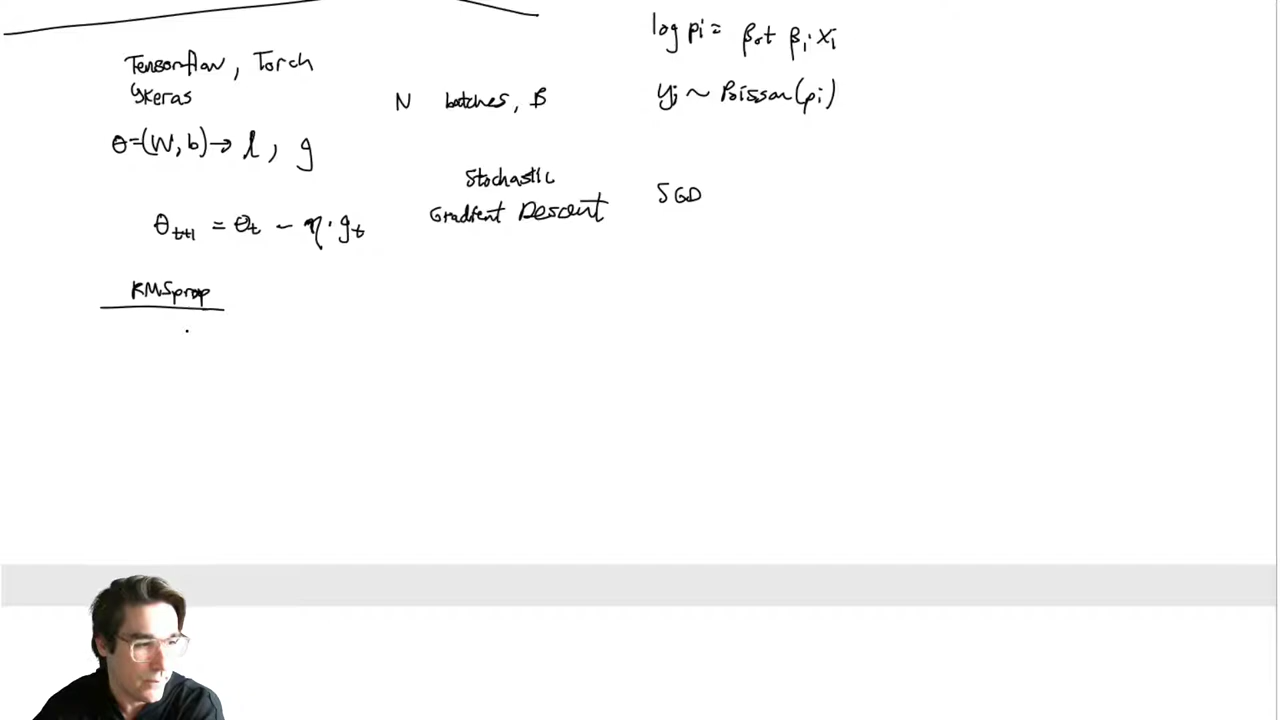 Tensorflow, Torch
Keras
N batches, B
θ=(W, b) → l, g
θt+1 = θt - η · gt
Stochastic
Gradient Descent
RMSprop
log pi = β0 + β1 · xi
yi ~ Poisson(pi)
SGD